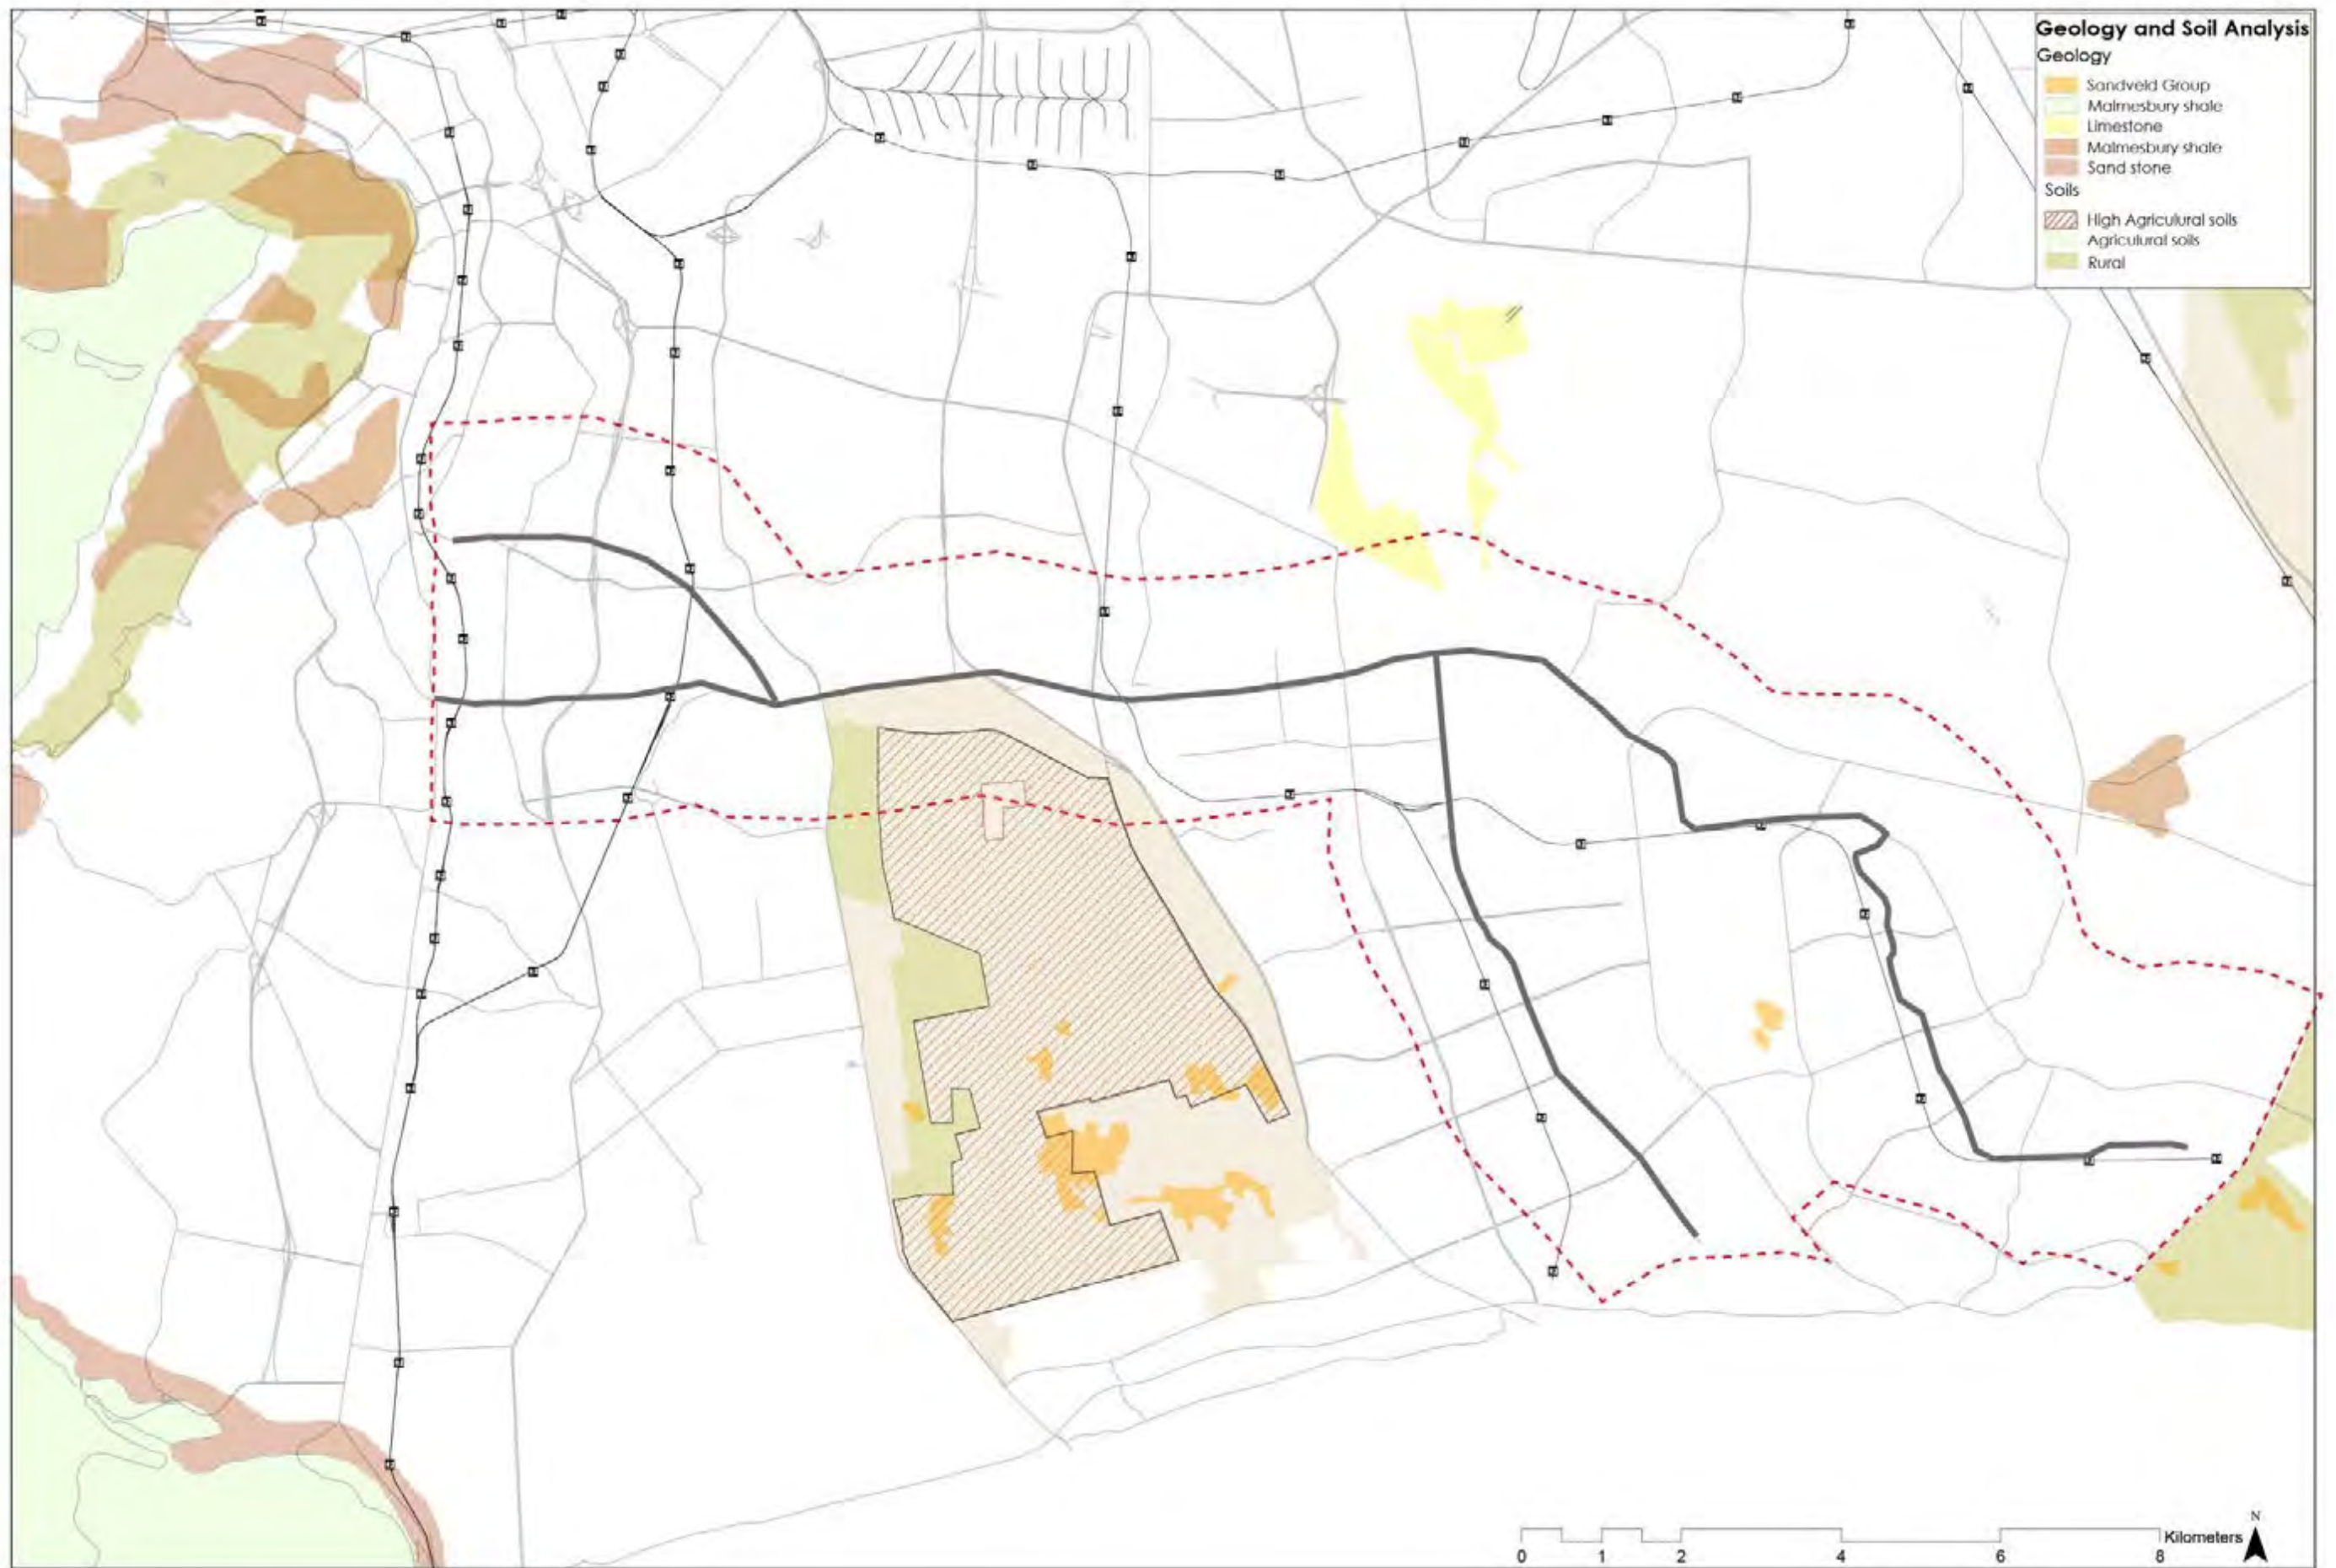 Geology and Soil Analysis
Geology
Sandveld Group
Malmesbury shale
Limestone
Malmesbury shale
Sand stone
Soils
High Agriculural soils
Agriculural soils
Rural
N
Kilometers
0 1 2 4 6 8